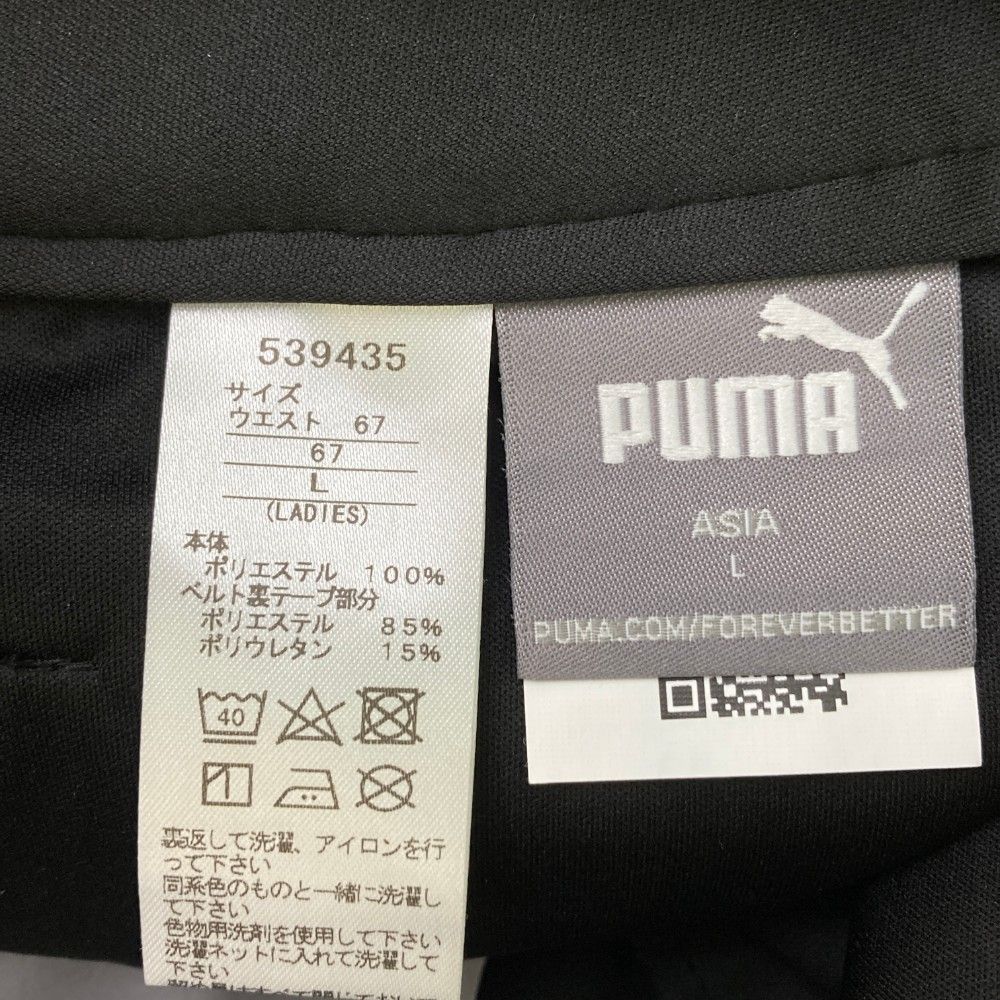 539435
サイズ
ウエスト 67
67
L
(LADIES)
本体
ポリエステル 100%
ベルト裏テープ部分
ポリエステル 85%
ポリウレタン 15%
40
裏返して洗濯、アイロンを行
って下さい
同系色のものと一緒に洗濯し
て下さい
色物用洗剤を使用して下さい
洗濯ネットに入れて洗濯して
下さい
PUMA
ASIA
L
PUMA.COM/FOREVERBETTER